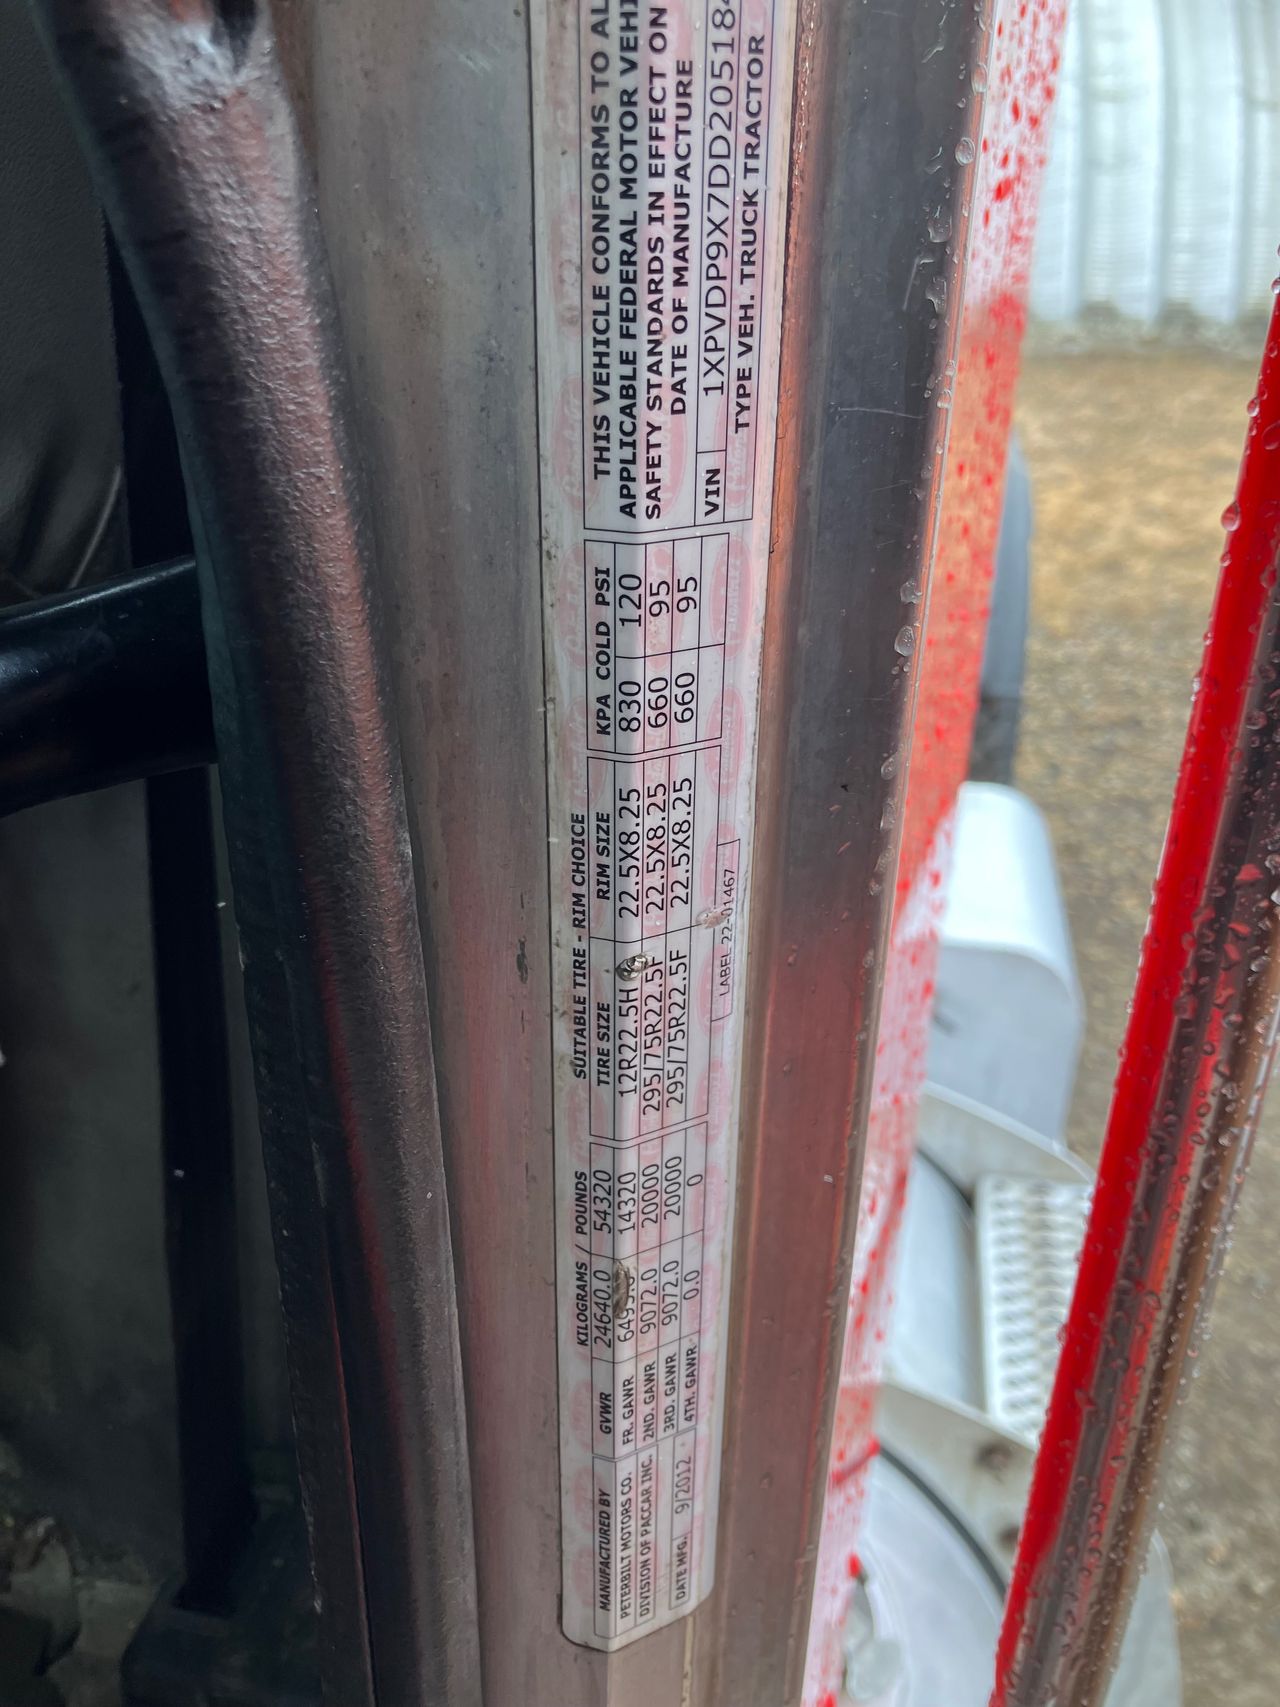 MANUFACTURED BY
PETERBILT MOTORS CO.
DIVISION OF PACCAR INC.
DATE MFG. 9/2012
KILOGRAMS / POUNDS
GVWR 24640.0 54320
FR. GAWR 14320
2ND. GAWR 9072.0 20000
3RD. GAWR 9072.0 20000
4TH. GAWR 0.0 0
SUITABLE TIRE - RIM CHOICE
TIRE SIZE RIM SIZE
12R22.5H 22.5X8.25
295/75R22.5F 22.5X8.25
295/75R22.5F 22.5X8.25
LABEL 22-01467
KPA COLD PSI
830 120
660 95
660 95
THIS VEHICLE CONFORMS TO
APPLICABLE FEDERAL MOTOR
SAFETY STANDARDS IN EFFECT ON
DATE OF MANUFACTURE
VIN 1XPVDP9X7DD20518
TYPE VEH. TRUCK TRACTOR